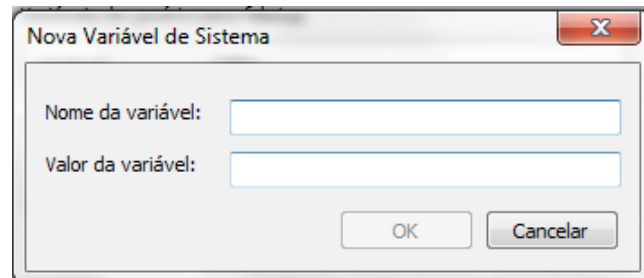 Nova Variável de Sistema
Nome da variável:
Valor da variável:
OK Cancelar